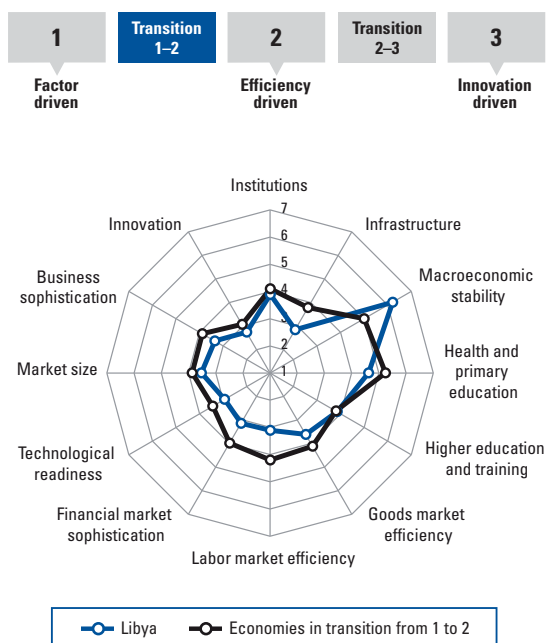 1
Transition
1–2
2
Transition
2–3
3
Factor
driven
Efficiency
driven
Innovation
driven
Institutions
7
Innovation
Infrastructure
6
5
Business
sophistication
Macroeconomic
stability
4
3
2
Market size
1
Health and
primary
education
Technological
readiness
Higher education
and training
Financial market
sophistication
Goods market
efficiency
Labor market efficiency
Libya
Economies in transition from 1 to 2